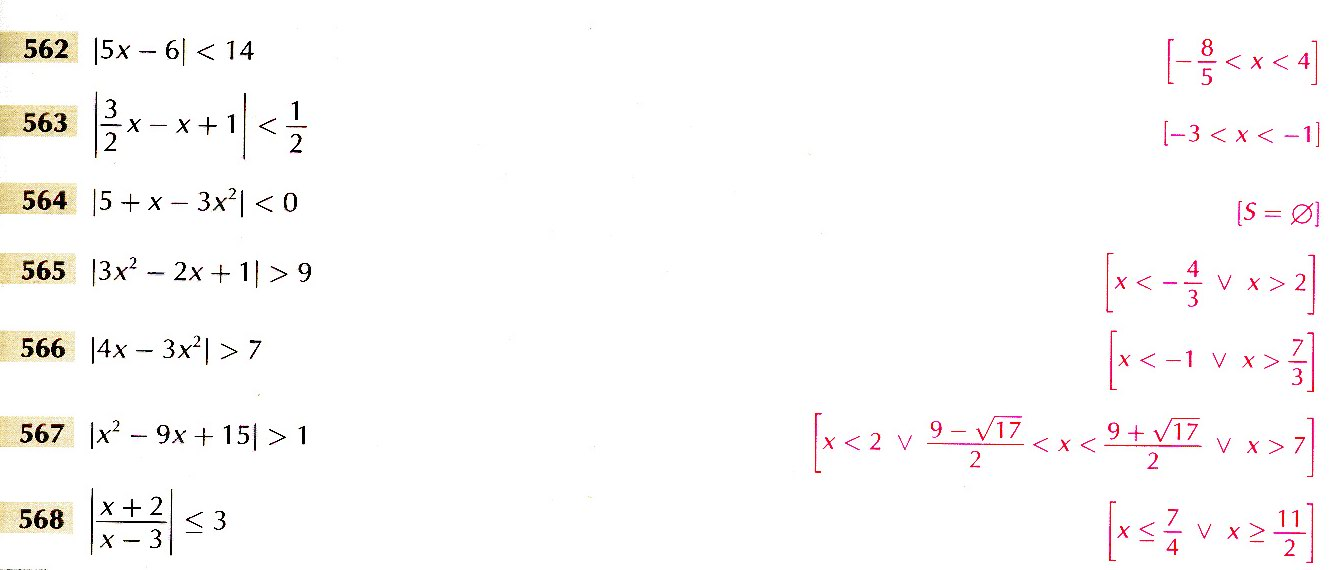 562 |5x − 6| < 14 [−8/5 < x < 4]
563 |3/2 x − x + 1| < 1/2 [−3 < x < −1]
564 |5 + x − 3x²| < 0 [S = ∅]
565 |3x² − 2x + 1| > 9 [x < −4/3 ∨ x > 2]
566 |4x − 3x²| > 7 [x < −1 ∨ x > 7/3]
567 |x² − 9x + 15| > 1 [x < 2 ∨ (9 − √17)/2 < x < (9 + √17)/2 ∨ x > 7]
568 |(x + 2)/(x − 3)| ≤ 3 [x ≤ 7/4 ∨ x ≥ 11/2]